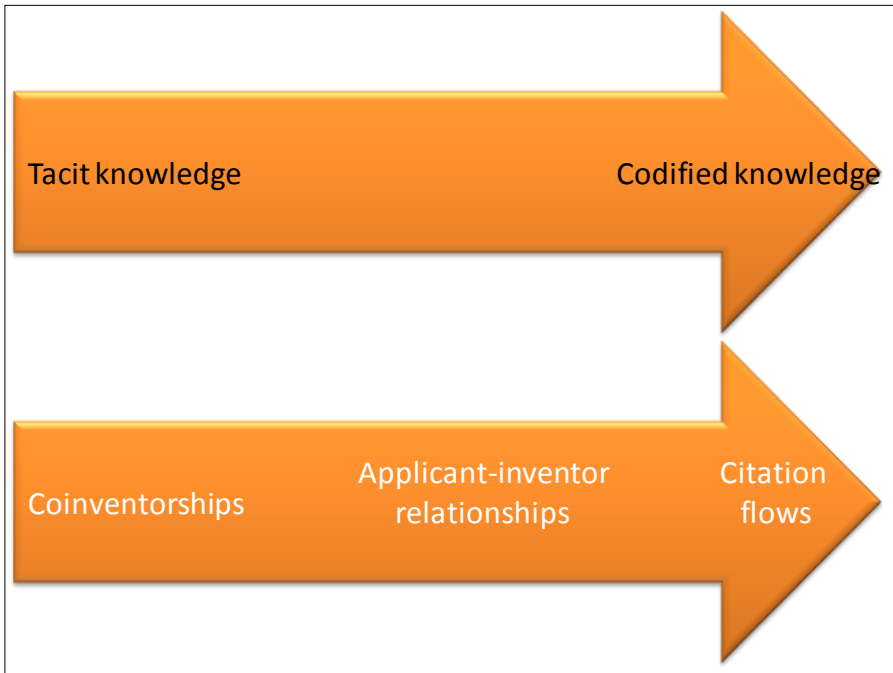 Tacit knowledge
Codified knowledge
Coinventorships
Applicant-inventor
relationships
Citation
flows